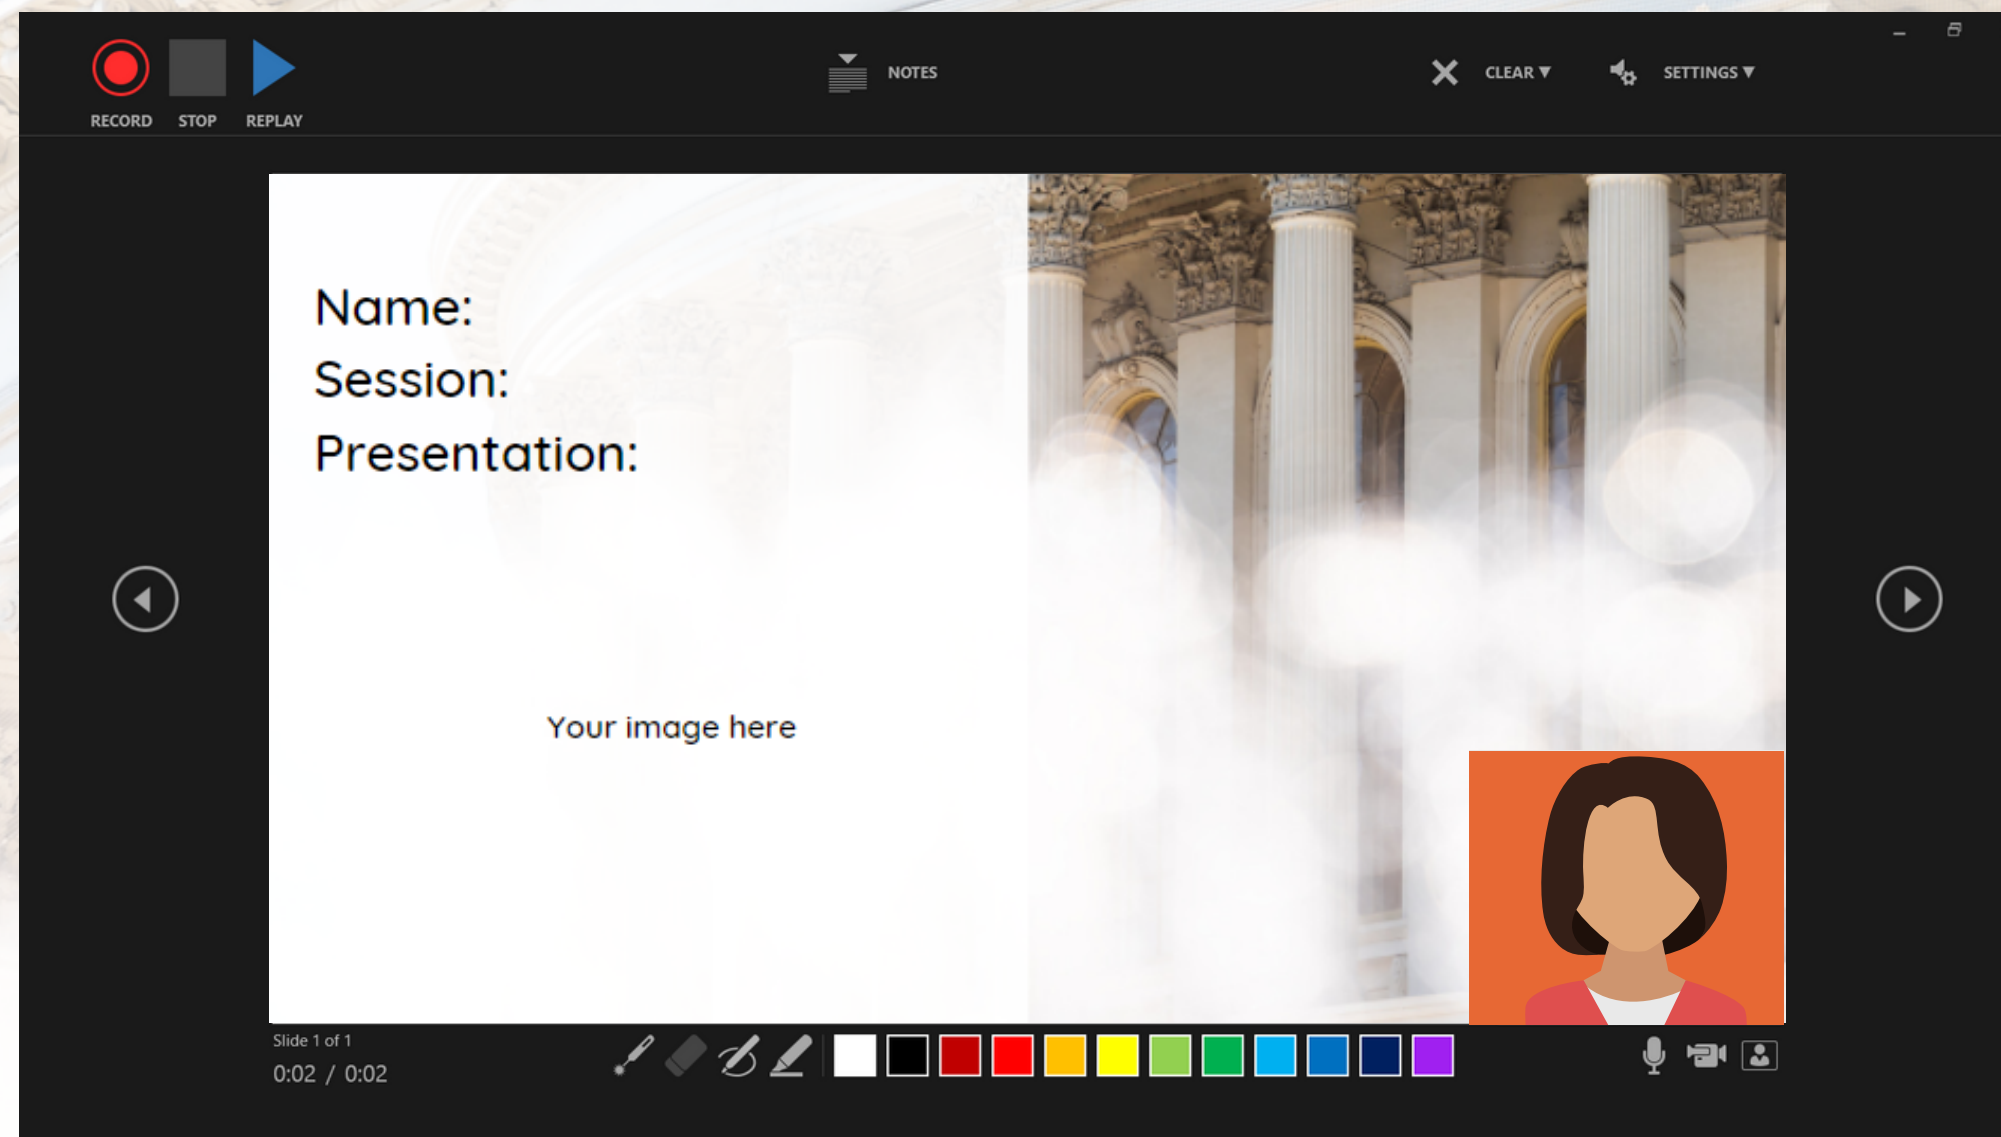 RECORD STOP REPLAY
NOTES
CLEAR ▼
SETTINGS ▼
Name:
Session:
Presentation:
Your image here
Slide 1 of 1
0:02 / 0:02